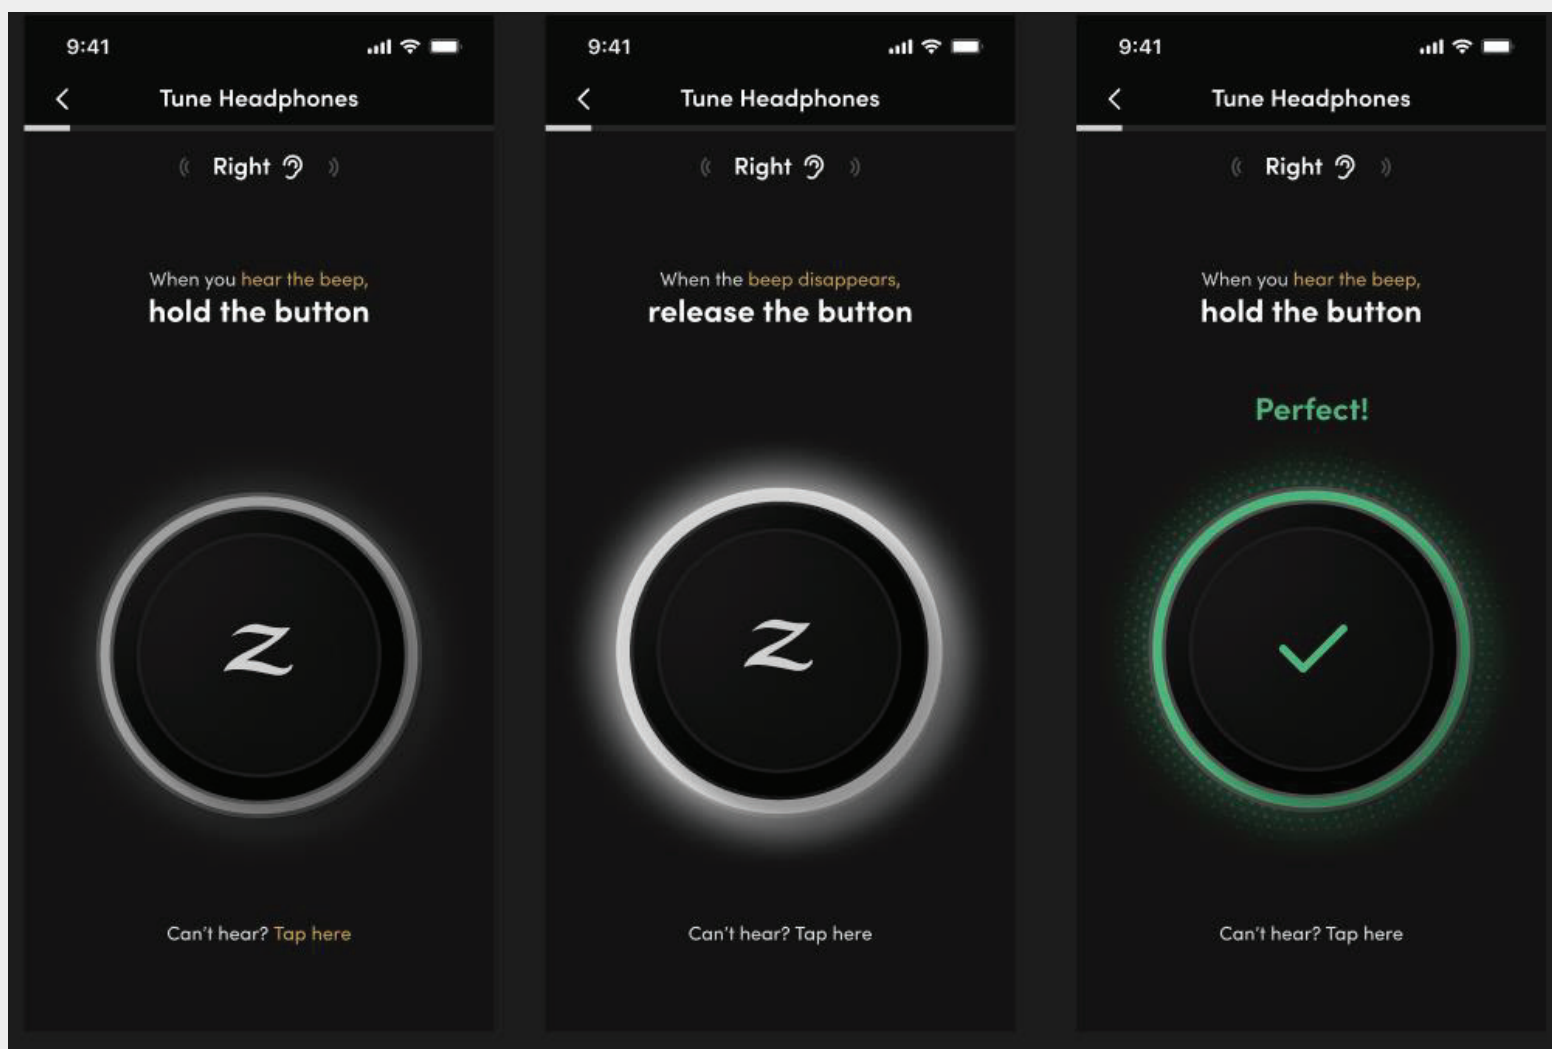 9:41
Tune Headphones
Right
When you hear the beep,
hold the button
Z
Can't hear? Tap here
9:41
Tune Headphones
Right
When the beep disappears,
release the button
Z
Can't hear? Tap here
9:41
Tune Headphones
Right
When you hear the beep,
hold the button
Perfect!
Can't hear? Tap here